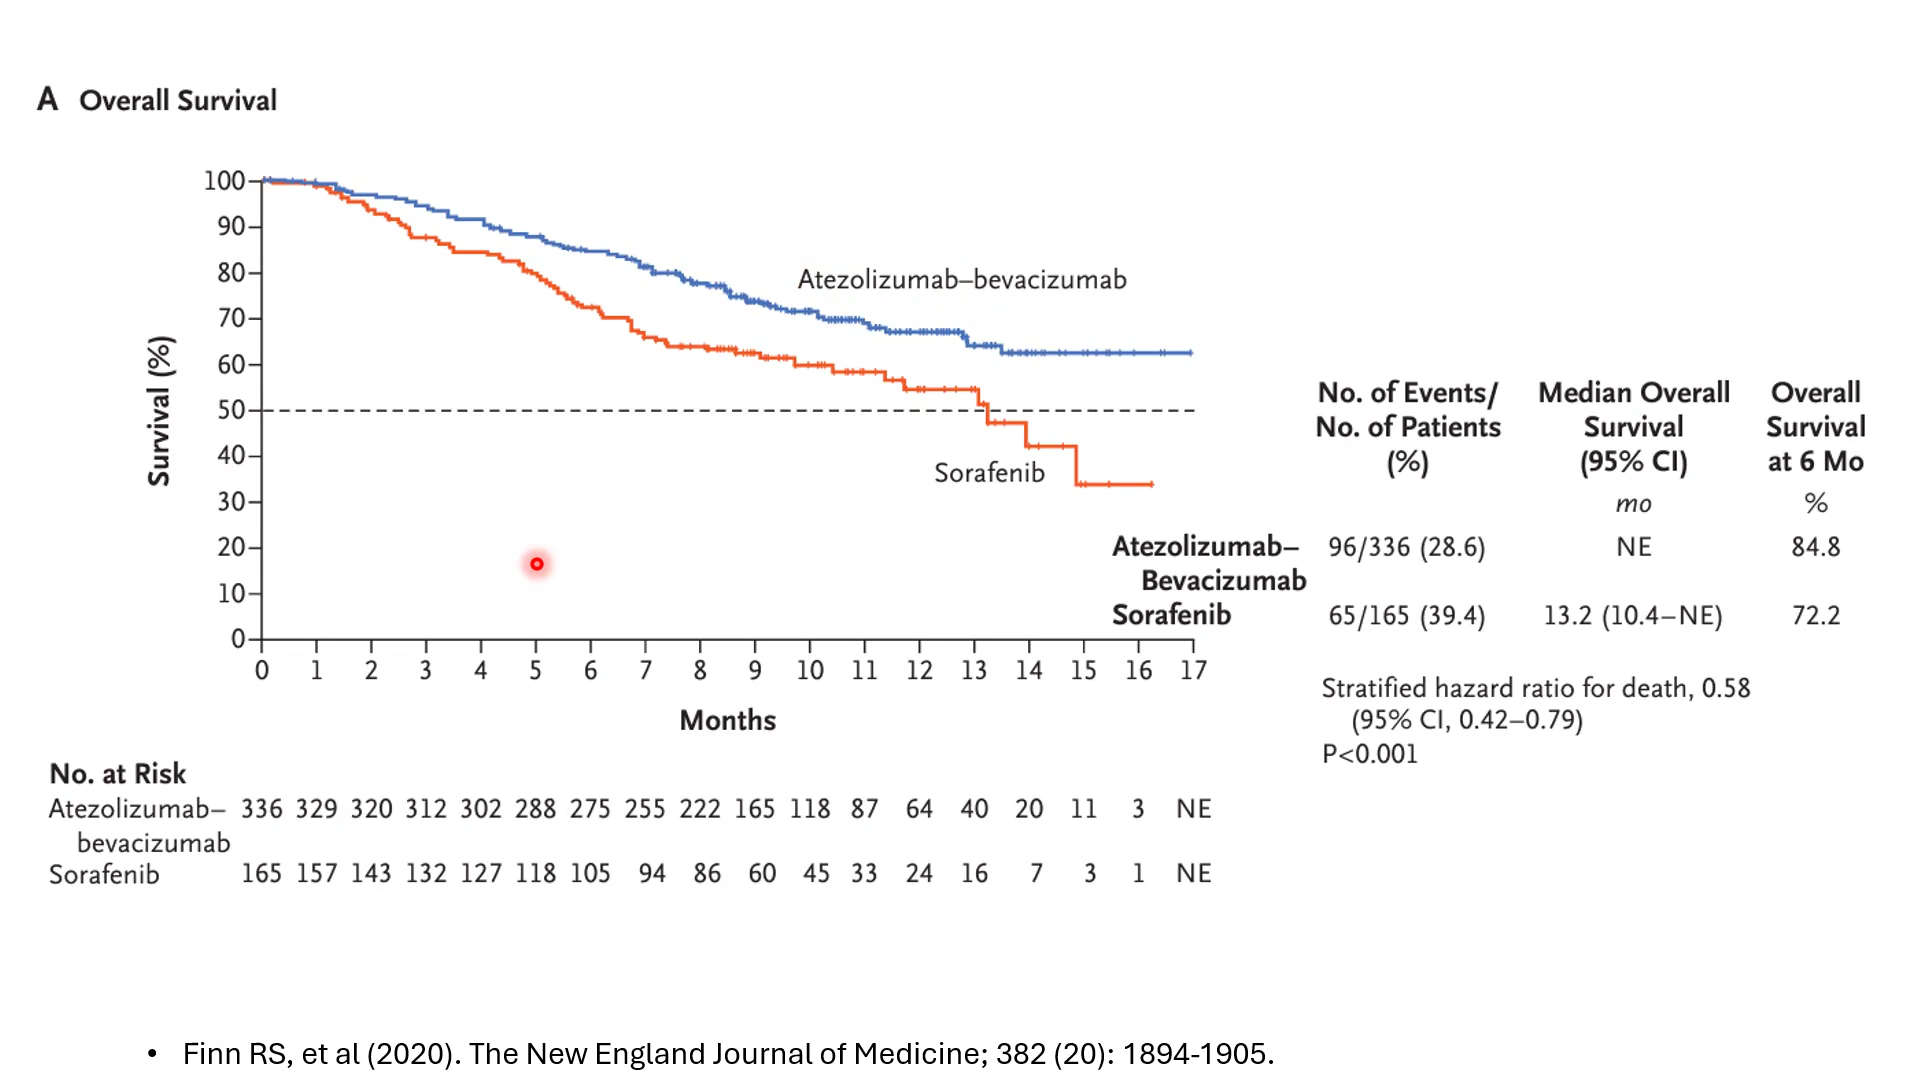 A Overall Survival
100
90
80
70
60
50
40
30
20
10
0
Survival (%)
Atezolizumab–bevacizumab
Sorafenib
0 1 2 3 4 5 6 7 8 9 10 11 12 13 14 15 16 17
Months
No. of Events/
No. of Patients
(%)
Median Overall
Survival
(95% CI)
Overall
Survival
at 6 Mo
mo
%
Atezolizumab–
Bevacizumab
96/336 (28.6) NE 84.8
Sorafenib 65/165 (39.4) 13.2 (10.4–NE) 72.2
Stratified hazard ratio for death, 0.58
(95% CI, 0.42–0.79)
P<0.001
No. at Risk
Atezolizumab–
bevacizumab
336 329 320 312 302 288 275 255 222 165 118 87 64 40 20 11 3 NE
Sorafenib 165 157 143 132 127 118 105 94 86 60 45 33 24 16 7 3 1 NE
• Finn RS, et al (2020). The New England Journal of Medicine; 382 (20): 1894-1905.